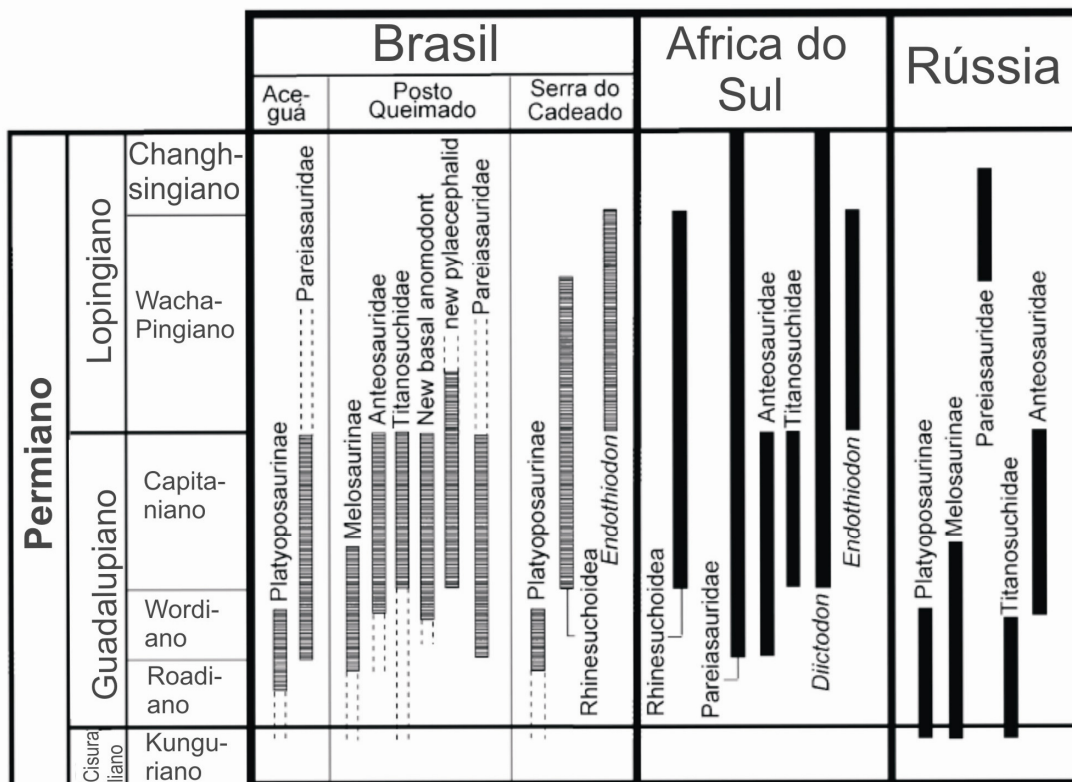 Brasil
Africa do
Sul
Rússia
Ace-
guá
Posto
Queimado
Serra do
Cadeado
Permiano
Lopingiano
Guadalupiano
Cisura
liano
Changh-
singiano
Wacha-
Pingiano
Capita-
niano
Wordi-
ano
Roadi-
ano
Kungu-
riano
Platyoposaurinae
Pareiasauridae
Melosaurinae
Anteosauridae
Titanosuchidae
New basal anomodont
new pylaecephalid
Pareiasauridae
Platyoposaurinae
Rhinesuchoidea
Endothiodon
Rhinesuchoidea
Pareiasauridae
Anteosauridae
Titanosuchidae
Diictodon
Endothiodon
Platyoposaurinae
Melosaurinae
Pareiasauridae
Titanosuchidae
Anteosauridae